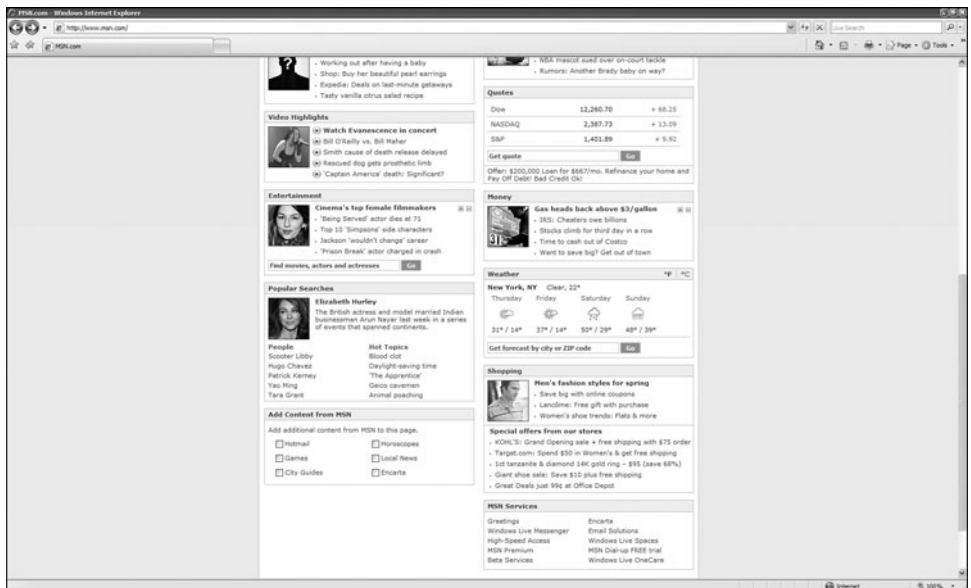 MSN.com - Windows Internet Explorer
http://www.msn.com/
Live Search
MSN.com
Page
Tools
Working out after having a baby
Shop: Buy her beautiful pearl earrings
Expedia: Deals on last-minute getaways
Tasty vanilla citrus salad recipe
Video Highlights
Watch Evanescence in concert
Bill O'Reilly vs. Bill Maher
Smith cause of death release delayed
Rescued dog gets prosthetic limb
'Captain America' death: Significant?
Entertainment
Cinema's top female filmmakers
'Being Served' actor dies at 71
Top 10 'Simpsons' side characters
Jackson 'wouldn't change' career
'Prison Break' actor charged in crash
Find movies, actors and actresses Go
Popular Searches
Elizabeth Hurley
The British actress and model married Indian
businessman Arun Nayer last week in a series
of events that spanned continents.
People Hot Topics
Scooter Libby Blood clot
Hugo Chavez Daylight-saving time
Patrick Kerney 'The Apprentice'
Yao Ming Geico cavemen
Tara Grant Animal poaching
Add Content from MSN
Add additional content from MSN to this page.
Hotmail Horoscopes
Games Local News
City Guides Encarta
NBA mascot sued over on-court tackle
Rumors: Another Brady baby on way?
Quotes
Dow 12,260.70 + 68.25
NASDAQ 2,387.73 + 13.09
S&P 1,401.89 + 9.92
Get quote Go
Offer: $200,000 Loan for $667/mo. Refinance your home and
Pay Off Debt! Bad Credit Ok!
Money
Gas heads back above $3/gallon
IRS: Cheaters owe billions
Stocks climb for third day in a row
Time to cash out of Costco
Want to save big? Get out of town
Weather °F | °C
New York, NY Clear, 22°
Thursday Friday Saturday Sunday
31° / 14° 37° / 14° 50° / 29° 48° / 39°
Get forecast by city or ZIP code Go
Shopping
Men's fashion styles for spring
Save big with online coupons
Lancôme: Free gift with purchase
Women's shoe trends: Flats & more
Special offers from our stores
KOHL'S: Grand Opening sale + free shipping with $75 order
Target.com: Spend $50 in Women's & get free shipping
1ct tanzanite & diamond 14K gold ring – $95 (save 68%)
Giant shoe sale: Save $10 plus free shipping
Great Deals just 99¢ at Office Depot
MSN Services
Greetings Encarta
Windows Live Messenger Email Solutions
High-Speed Access Windows Live Spaces
MSN Premium MSN Dial-up FREE trial
Beta Services Windows Live OneCare
Internet 100%